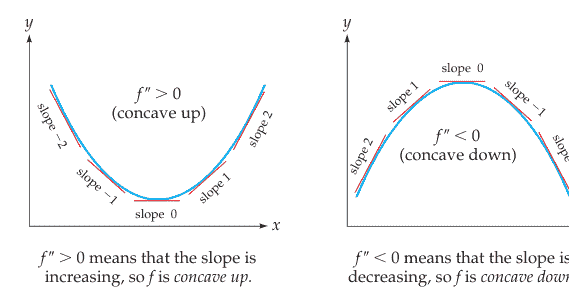 y
f″ > 0
(concave up)
slope −2
slope −1
slope 0
slope 1
slope 2
x
f″ > 0 means that the slope is
increasing, so f is concave up.
y
slope 0
slope 1
slope −1
slope 2
slope
f″ < 0
(concave down)
f″ < 0 means that the slope is
decreasing, so f is concave down